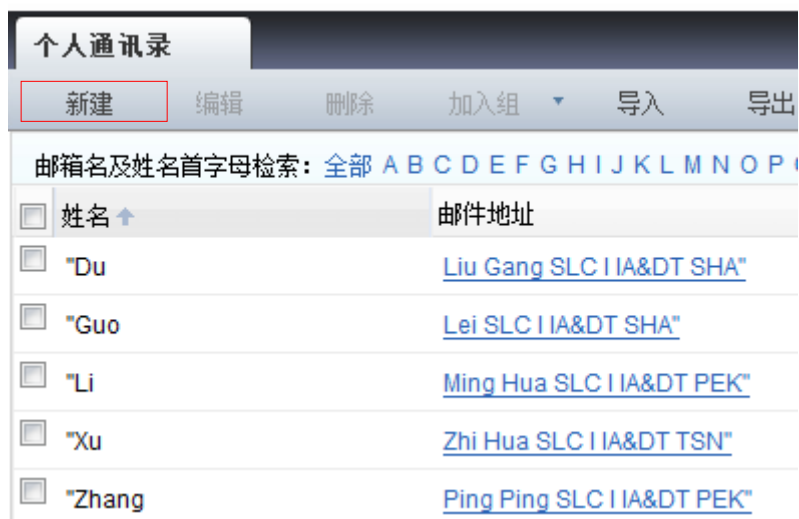 个人通讯录
新建 编辑 删除 加入组 导入 导出
邮箱名及姓名首字母检索：全部 A B C D E F G H I J K L M N O P
姓名 邮件地址
"Du Liu Gang SLC I IA&DT SHA"
"Guo Lei SLC I IA&DT SHA"
"Li Ming Hua SLC I IA&DT PEK"
"Xu Zhi Hua SLC I IA&DT TSN"
"Zhang Ping Ping SLC I IA&DT PEK"